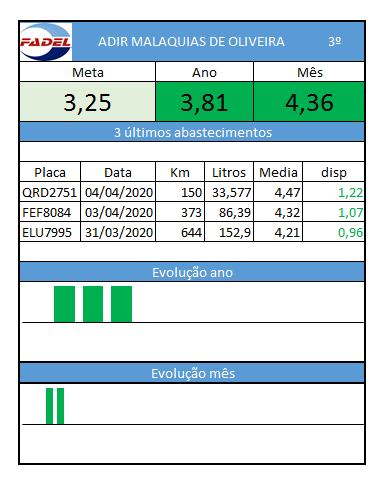 FADEL
ADIR MALAQUIAS DE OLIVEIRA 3º
Meta Ano Mês
3,25 3,81 4,36
3 últimos abastecimentos
Placa Data Km Litros Media disp
QRD2751 04/04/2020 150 33,577 4,47 1,22
FEF8084 03/04/2020 373 86,39 4,32 1,07
ELU7995 31/03/2020 644 152,9 4,21 0,96
Evolução ano
Evolução mês